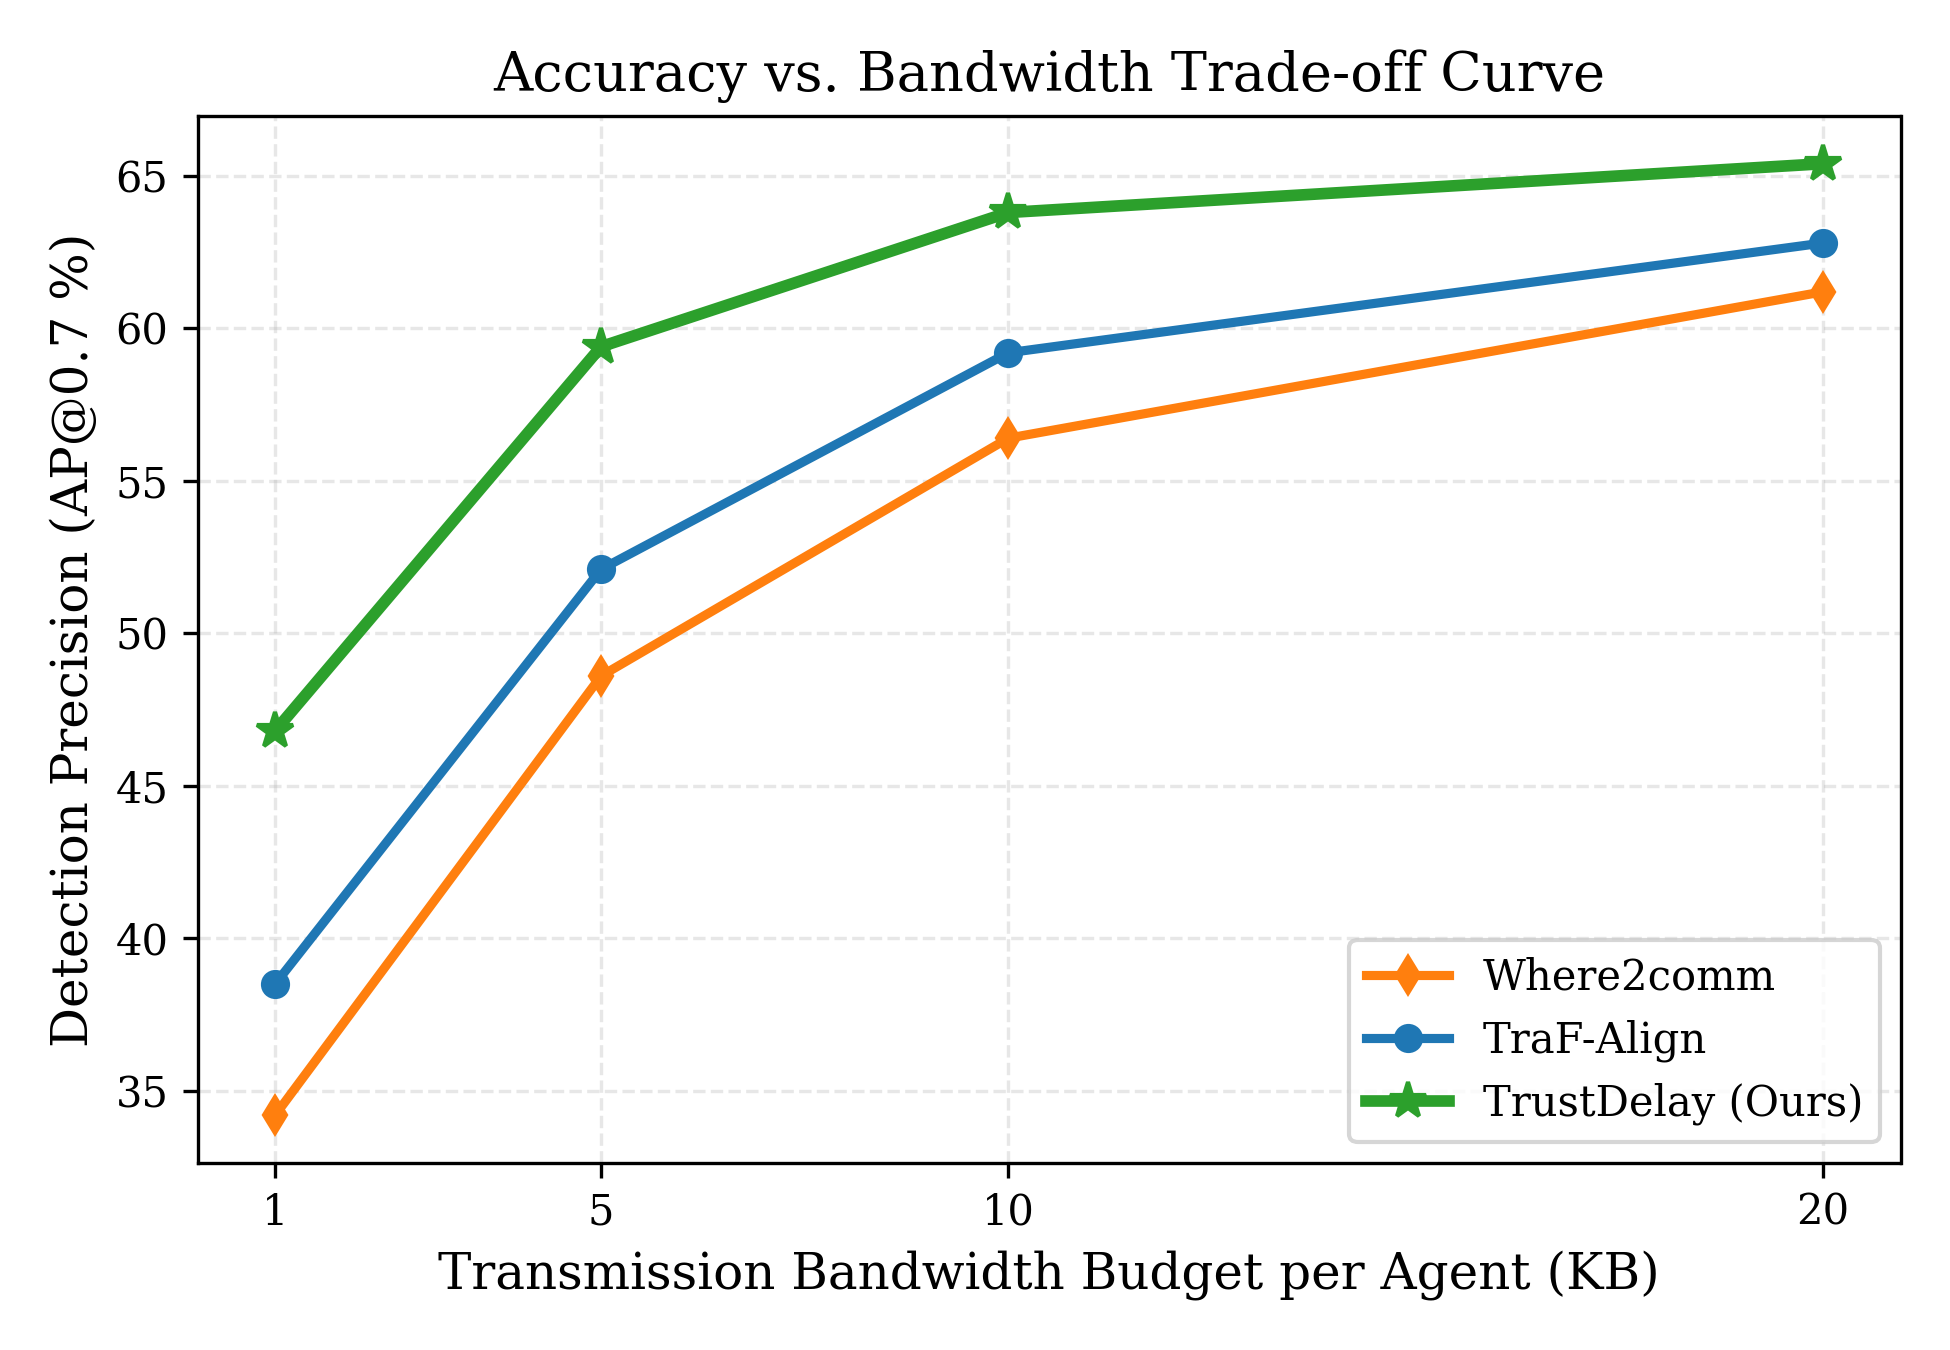 Accuracy vs. Bandwidth Trade-off Curve
Detection Precision (AP@0.7 %)
65
60
55
50
45
40
35
1 5 10 20
Transmission Bandwidth Budget per Agent (KB)
Where2comm
TraF-Align
TrustDelay (Ours)